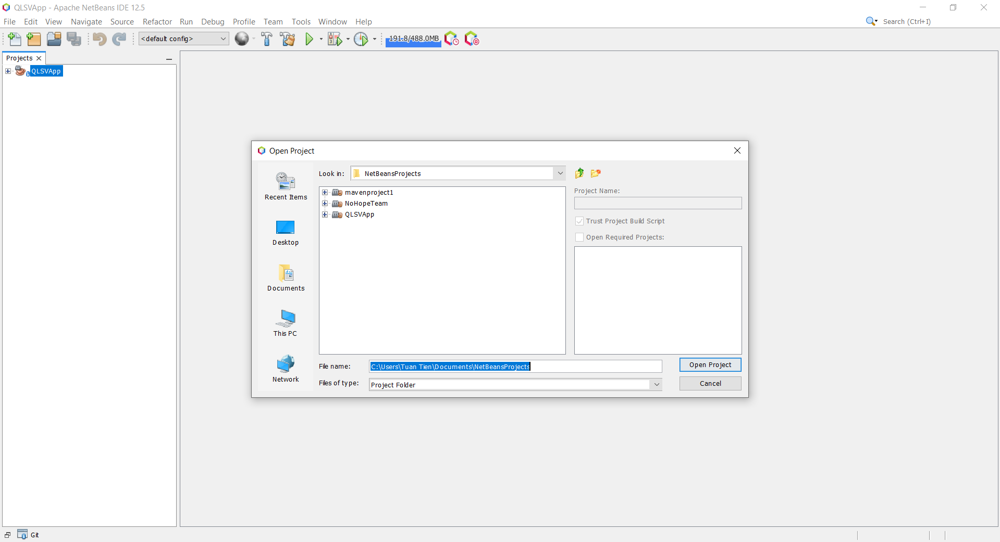 QLSVApp - Apache NetBeans IDE 12.5
File Edit View Navigate Source Refactor Run Debug Profile Team Tools Window Help
Search (Ctrl+I)
<default config>
191.8/488.0MB
Projects
QLSVApp
Open Project
Look in: NetBeansProjects
Recent Items
Desktop
Documents
This PC
Network
mavenproject1
NoHopeTeam
QLSVApp
Project Name:
Trust Project Build Script
Open Required Projects:
File name: C:\Users\Tuan Tien\Documents\NetBeansProjects
Open Project
Files of type: Project Folder
Cancel
Git